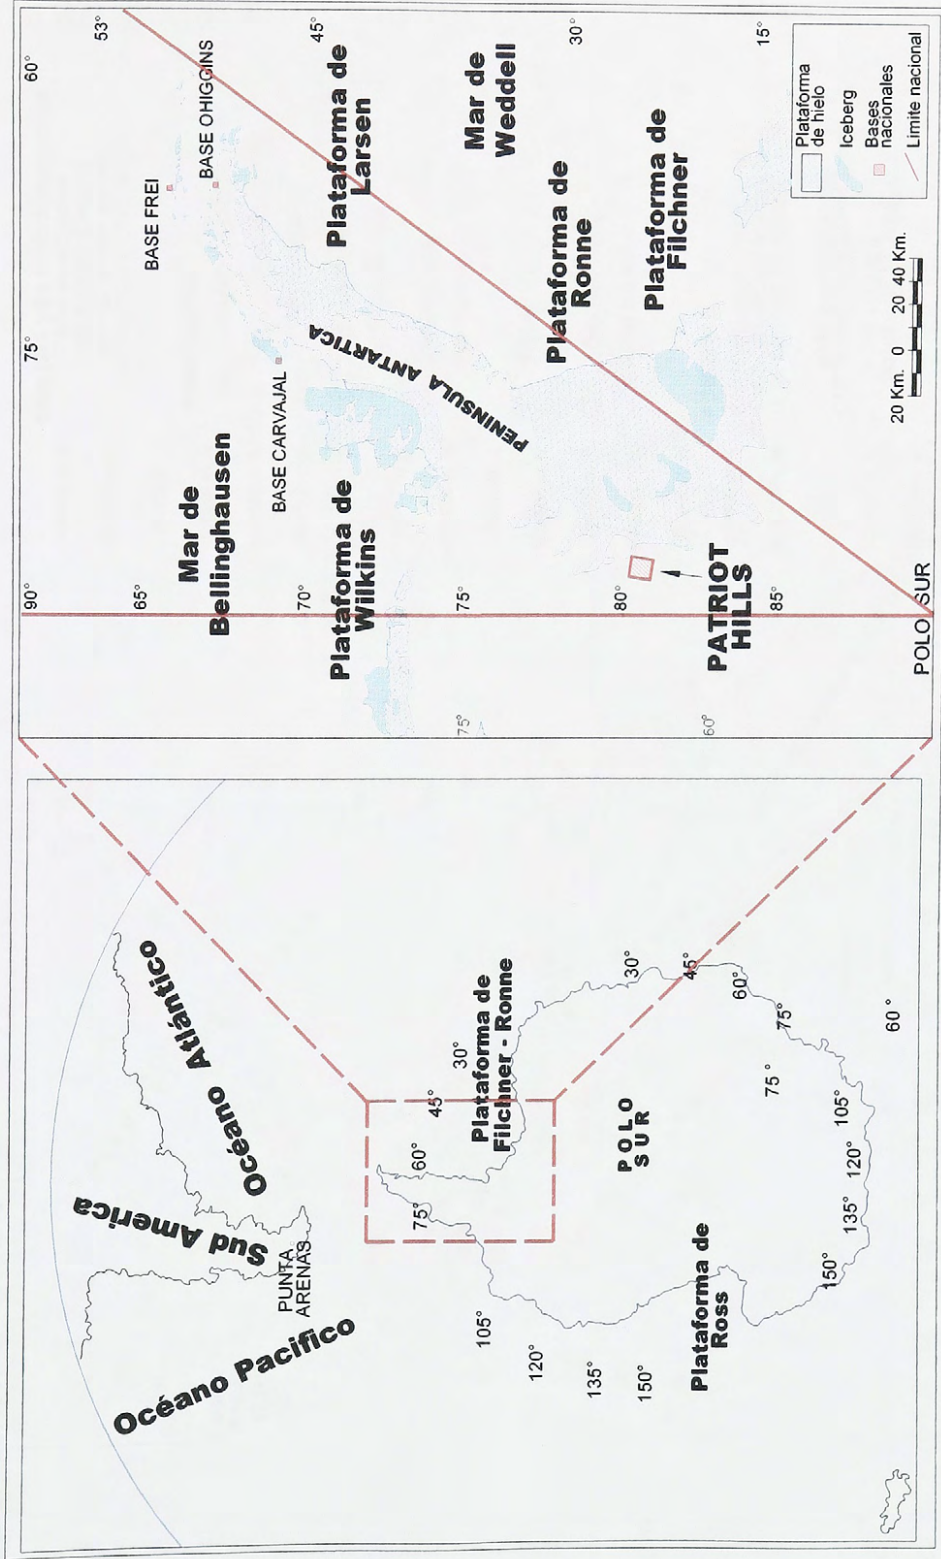 Océano Pacifico
Sud America
Océano Atlántico
PUNTA
ARENAS
105°
120°
135°
150°
75°
60°
45°
30°
Plataforma de
Filchner - Ronne
30°
45°
60°
75°
POLO
SUR
75°
60°
105°
120°
135°
150°
Plataforma de
Ross
90°
75°
60°
53°
65°
Mar de
Bellinghausen
BASE FREI
BASE OHIGGINS
45°
BASE CARVAJAL
70°
Plataforma de
Wilkins
PENINSULA ANTARTICA
Plataforma de
Larsen
75°
75°
Mar de
Weddell
30°
Plataforma de
Ronne
80°
Plataforma de
Filchner
60°
PATRIOT
HILLS
85°
15°
POLO SUR
20 Km. 0 20 40 Km.
Plataforma
de hielo
Iceberg
Bases
nacionales
Limite nacional